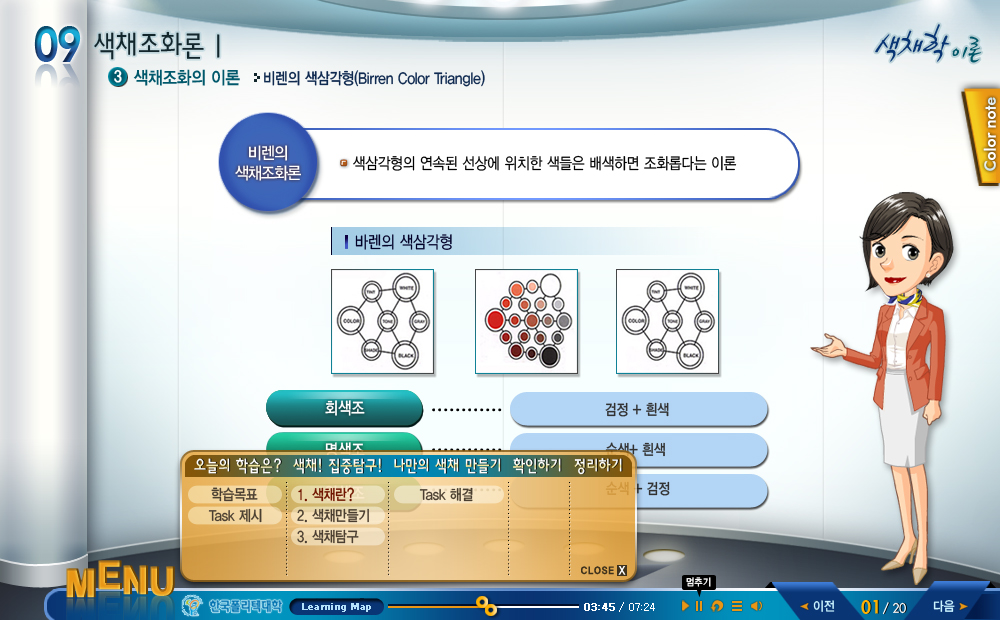 09 색채조화론 Ⅰ
색채학 이론
3 색채조화의 이론 비렌의 색삼각형(Birren Color Triangle)
Color note
비렌의
색채조화론
색삼각형의 연속된 선상에 위치한 색들은 배색하면 조화롭다는 이론
바렌의 색삼각형
TINT WHITE
COLOR TONE GRAY
SHADE BLACK
TINT WHITE
COLOR TONE GRAY
SHADE BLACK
회색조 검정 + 흰색
명색조 순색+ 흰색
순색 + 검정
오늘의 학습은? 색채! 집중탐구! 나만의 색채 만들기 확인하기 정리하기
학습목표 1. 색채란? Task 해결
Task 제시 2. 색채만들기
3. 색채탐구
CLOSE X
MENU
멈추기
한국폴리텍대학 Learning Map 03:45 / 07:24 이전 01 / 20 다음